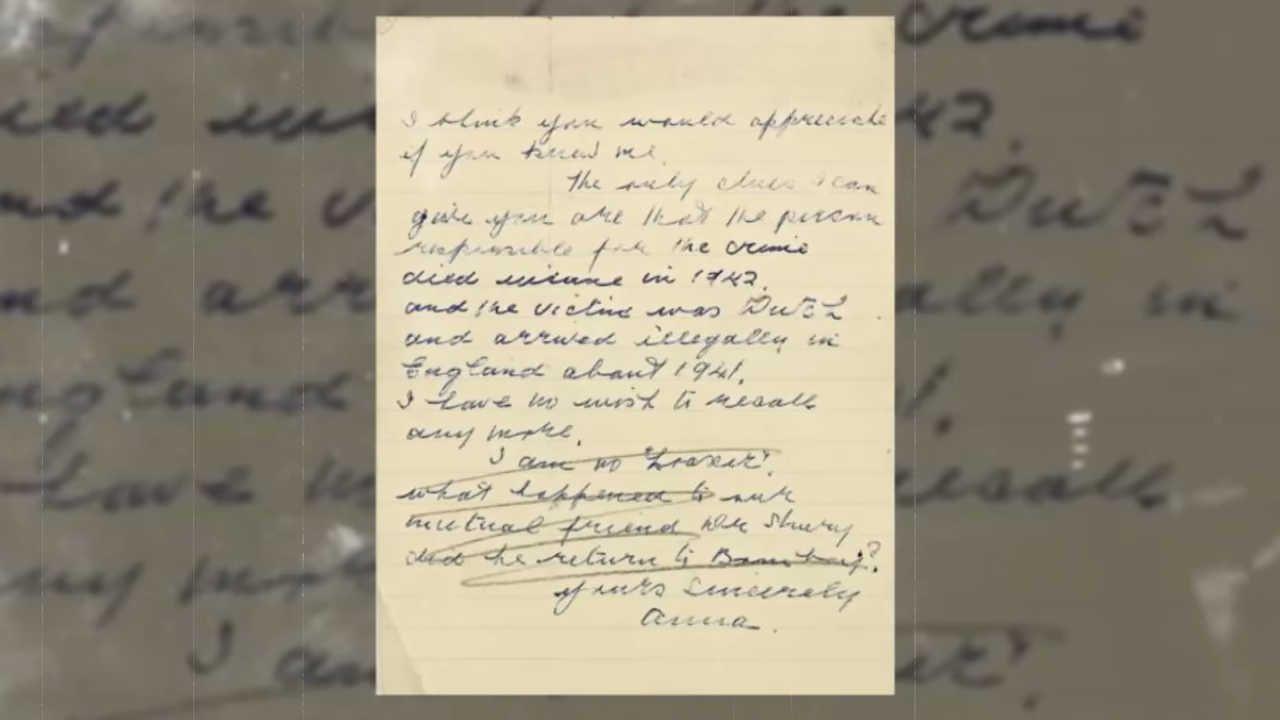 I think you would appreciate
if you knew me.
The only clues I can
give you are that the person
responsible for the crime
died insane in 1942.
and the victim was Dutch
and arrived illegally in
England about 1941.
I have no wish to recall
any more.
I am no 'hoaxer'.
what happened to our
mutual friend
did he return to
Yours Sincerely
Anna.